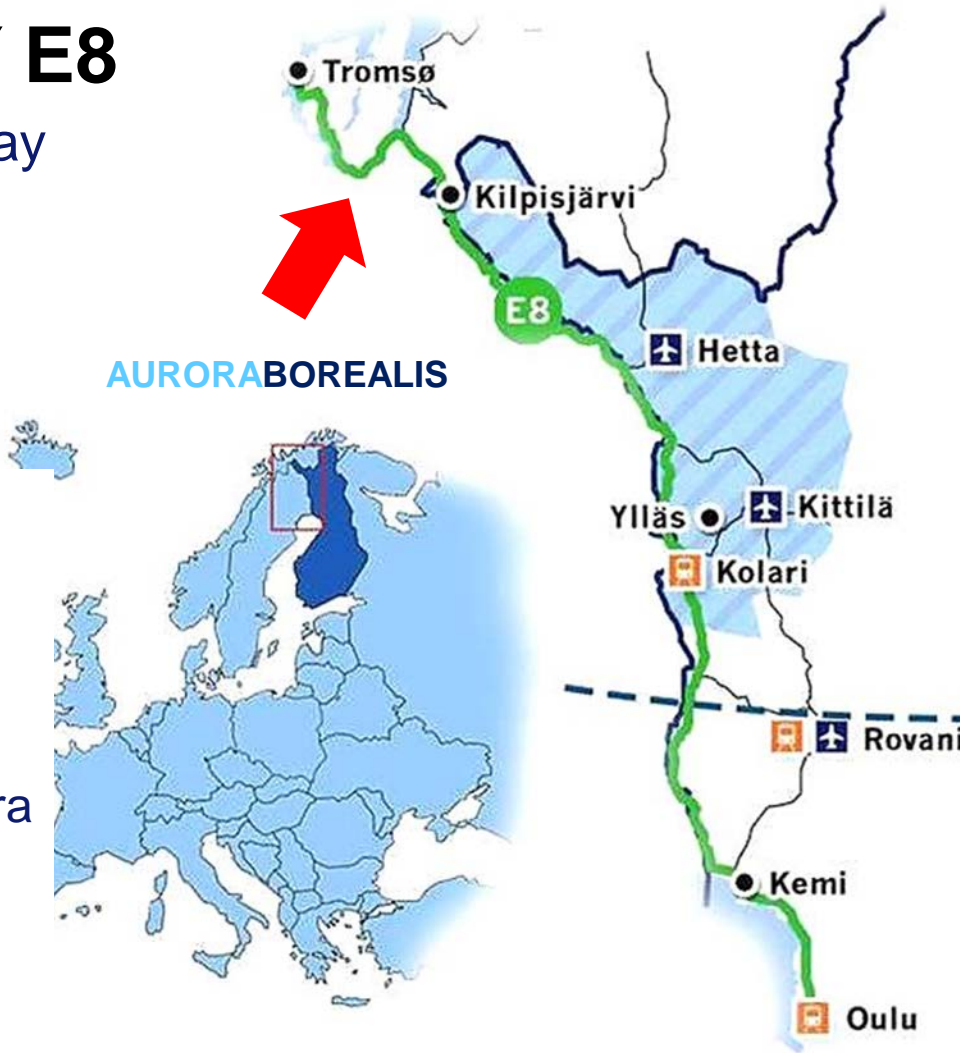 E8
ay
Tromsø
Kilpisjärvi
E8
Hetta
AURORABOREALIS
Ylläs
Kittilä
Kolari
Rovani
ra
Kemi
Oulu